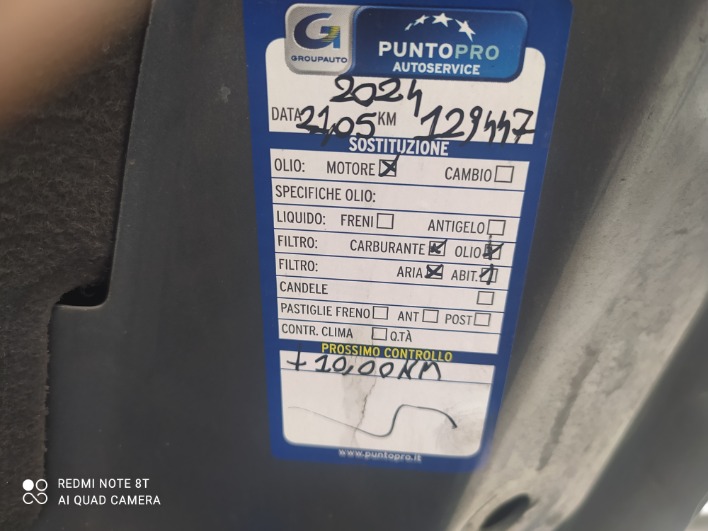 G
GROUPAUTO
PUNTOPRO
AUTOSERVICE
2024
DATA 21,05 KM 129447
SOSTITUZIONE
OLIO: MOTORE CAMBIO
SPECIFICHE OLIO:
LIQUIDO: FRENI ANTIGELO
FILTRO: CARBURANTE OLIO
FILTRO: ARIA ABIT.
CANDELE
PASTIGLIE FRENO ANT POST
CONTR. CLIMA Q.TÀ
PROSSIMO CONTROLLO
+ 10,00 KM
www.puntopro.it
REDMI NOTE 8T
AI QUAD CAMERA